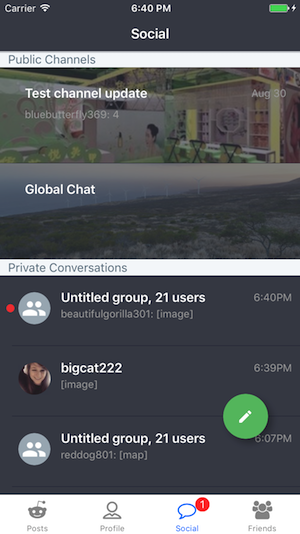 Carrier 6:40 PM
Social
Public Channels
Test channel update Aug 30
bluebutterfly369: 4
Global Chat
Private Conversations
Untitled group, 21 users 6:40PM
beautifulgorilla301: [image]
bigcat222 6:39PM
[image]
Untitled group, 21 users 6:07PM
reddog801: [map]
1
Posts Profile Social Friends